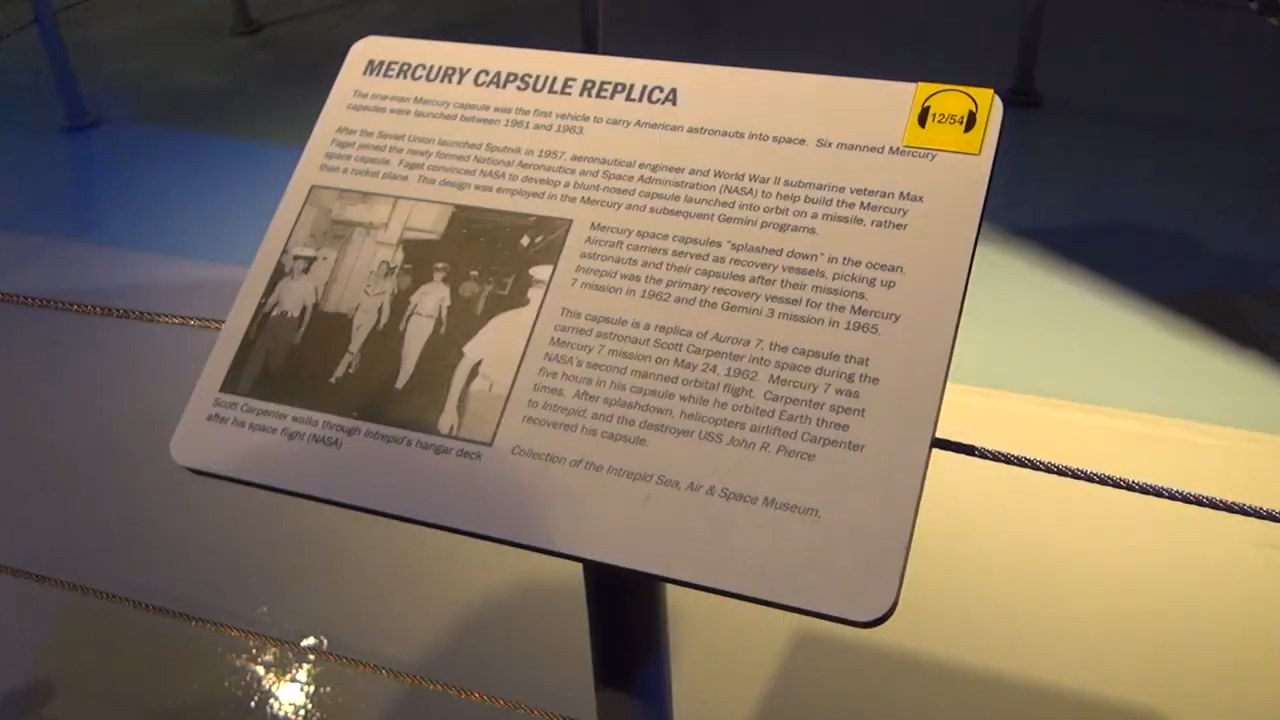 MERCURY CAPSULE REPLICA
12/54
The one-man Mercury capsule was the first vehicle to carry American astronauts into space. Six manned Mercury
capsules were launched between 1961 and 1963.
After the Soviet Union launched Sputnik in 1957, aeronautical engineer and World War II submarine veteran Max
Faget joined the newly formed National Aeronautics and Space Administration (NASA) to help build the Mercury
space capsule. Faget convinced NASA to develop a blunt-nosed capsule launched into orbit on a missile, rather
than a rocket plane. This design was employed in the Mercury and subsequent Gemini programs.
Mercury space capsules "splashed down" in the ocean.
Aircraft carriers served as recovery vessels, picking up
astronauts and their capsules after their missions.
Intrepid was the primary recovery vessel for the Mercury
7 mission in 1962 and the Gemini 3 mission in 1965.
This capsule is a replica of Aurora 7, the capsule that
carried astronaut Scott Carpenter into space during the
Mercury 7 mission on May 24, 1962. Mercury 7 was
NASA's second manned orbital flight. Carpenter spent
five hours in his capsule while he orbited Earth three
times. After splashdown, helicopters airlifted Carpenter
to Intrepid, and the destroyer USS John R. Pierce
recovered his capsule.
Scott Carpenter walks through Intrepid's hangar deck
after his space flight (NASA)
Collection of the Intrepid Sea, Air & Space Museum.